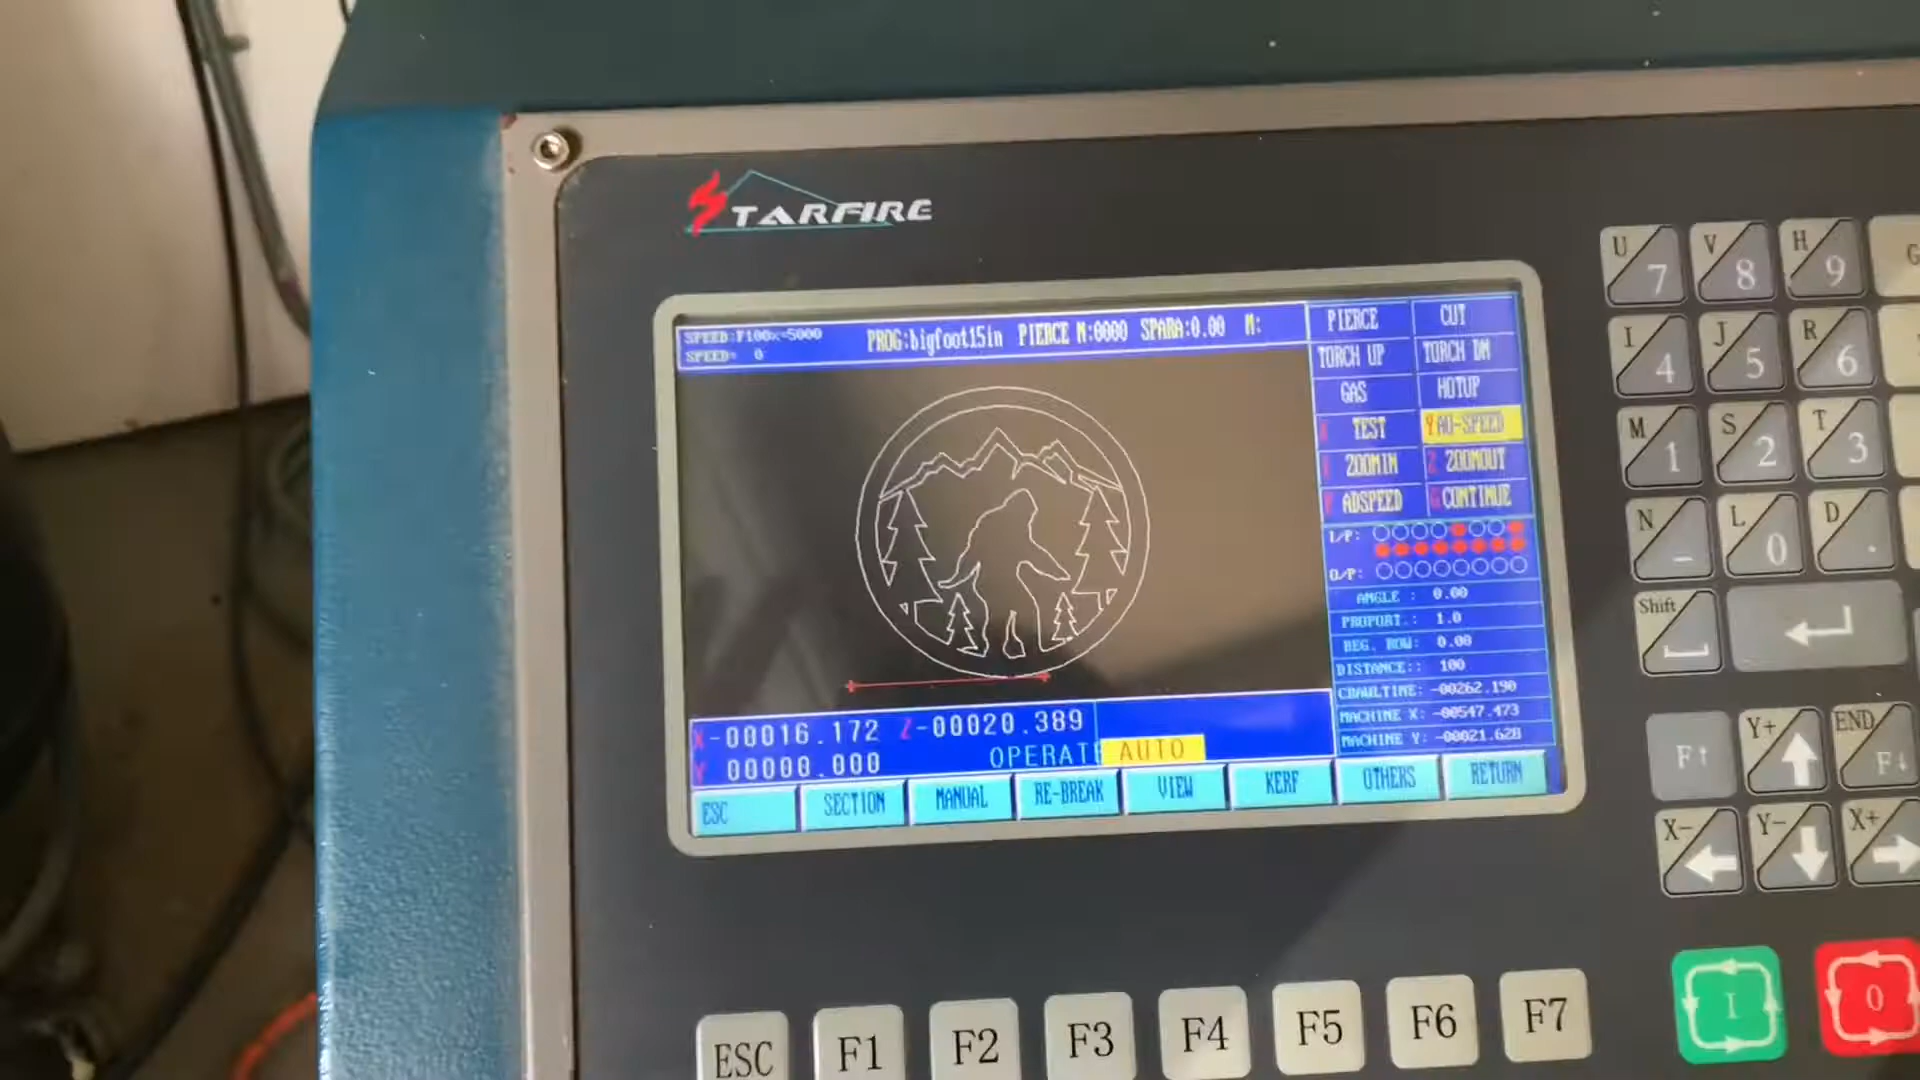 STARFIRE
SPEED:F100%=5000
SPEED= 0
PROG:bigfoot15in PIERCE N:0000 SPARA:0.00 M:
PIERCE CUT
TORCH UP TORCH DN
GAS HOTUP
TEST Y AU-SPEED
ZOOMIN Z ZOOMOUT
ADSPEED G CONTINUE
I/P:
O/P:
ANGLE : 0.00
PROPORT.: 1.0
BEG. ROW: 0.00
DISTANCE:: 100
CRAWLTIME: -00262.190
MACHINE X: -00547.473
MACHINE Y: -00021.628
X-00016.172 Z-00020.389
Y 00000.000
OPERATE AUTO
ESC SECTION MANUAL RE-BREAK VIEW KERF OTHERS RETURN
U 7 V 8 H 9 G
I 4 J 5 R 6
M 1 S 2 T 3
N - L 0 D .
Shift
F↑ Y+ END F↓
X- Y- X+
ESC F1 F2 F3 F4 F5 F6 F7
I 0